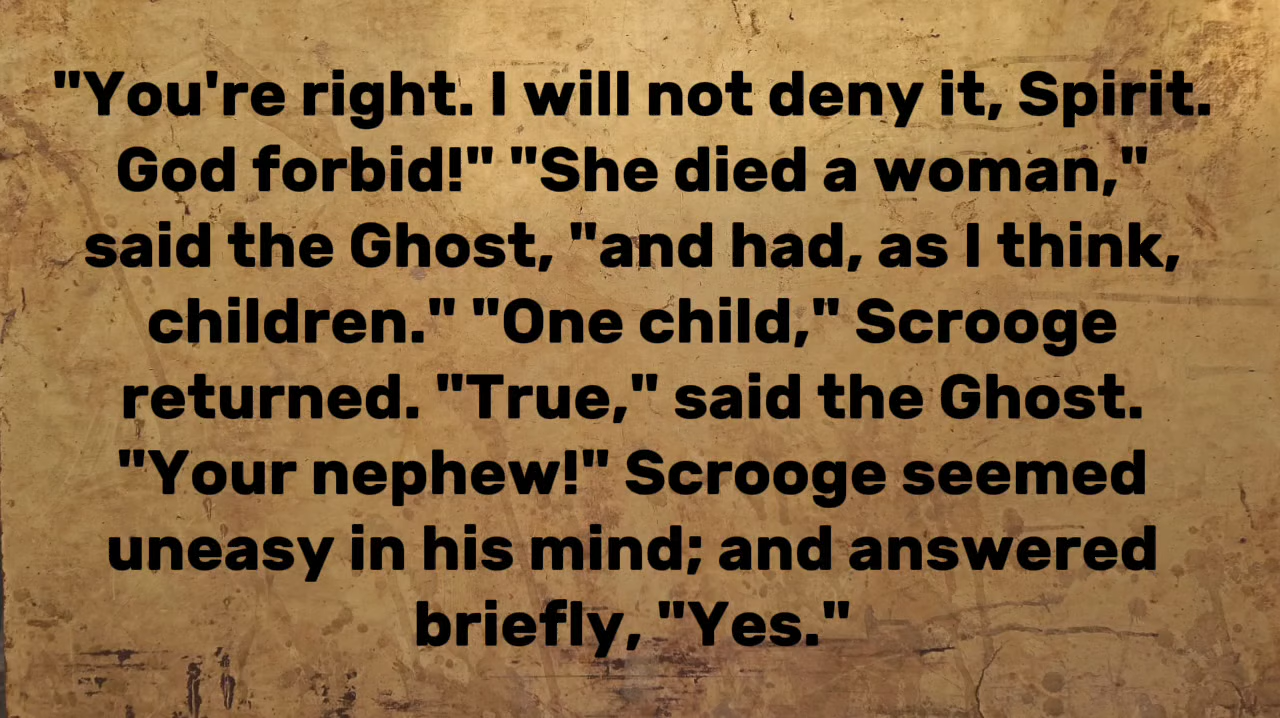 "You're right. I will not deny it, Spirit.
God forbid!" "She died a woman,"
said the Ghost, "and had, as I think,
children." "One child," Scrooge
returned. "True," said the Ghost.
"Your nephew!" Scrooge seemed
uneasy in his mind; and answered
briefly, "Yes."